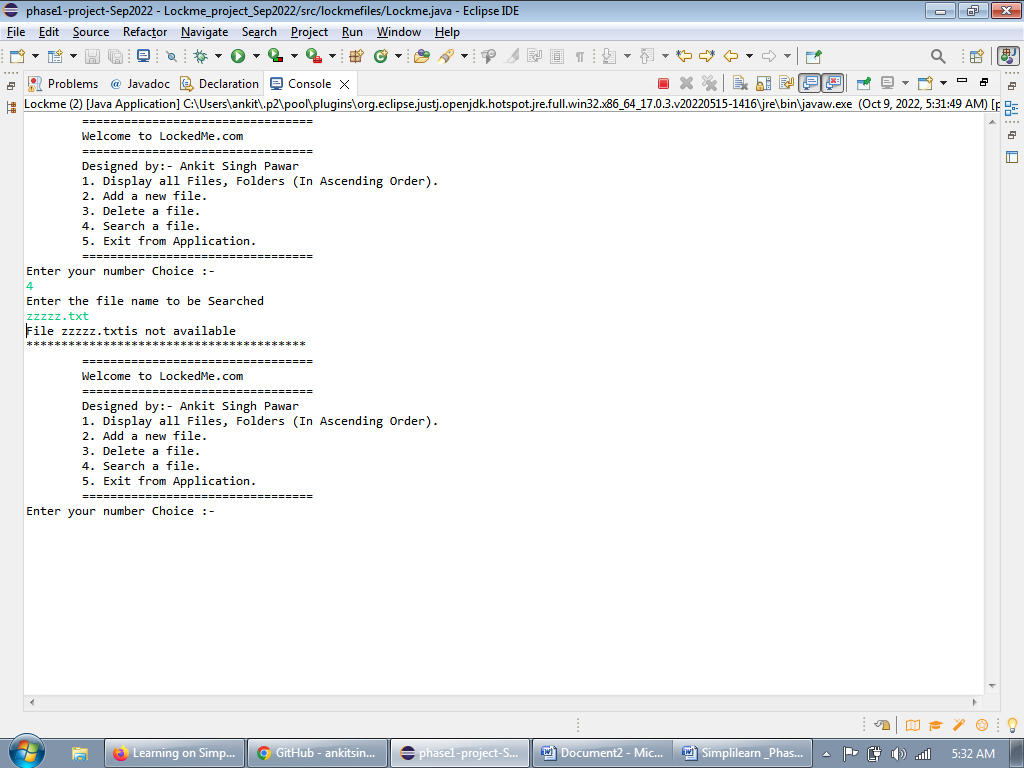 phase1-project-Sep2022 - Lockme_project_Sep2022/src/lockmefiles/Lockme.java - Eclipse IDE
File Edit Source Refactor Navigate Search Project Run Window Help
Problems @ Javadoc Declaration Console
Lockme (2) [Java Application] C:\Users\ankit\.p2\pool\plugins\org.eclipse.justj.openjdk.hotspot.jre.full.win32.x86_64_17.0.3.v20220515-1416\jre\bin\javaw.exe (Oct 9, 2022, 5:31:49 AM) [p
=================================
Welcome to LockedMe.com
=================================
Designed by:- Ankit Singh Pawar
1. Display all Files, Folders (In Ascending Order).
2. Add a new file.
3. Delete a file.
4. Search a file.
5. Exit from Application.
=================================
Enter your number Choice :-
4
Enter the file name to be Searched
zzzzz.txt
File zzzzz.txtis not available
****************************************
=================================
Welcome to LockedMe.com
=================================
Designed by:- Ankit Singh Pawar
1. Display all Files, Folders (In Ascending Order).
2. Add a new file.
3. Delete a file.
4. Search a file.
5. Exit from Application.
=================================
Enter your number Choice :-
Learning on Simp... GitHub - ankitsin... phase1-project-S... Document2 - Mic... Simplilearn _Phas... 5:32 AM